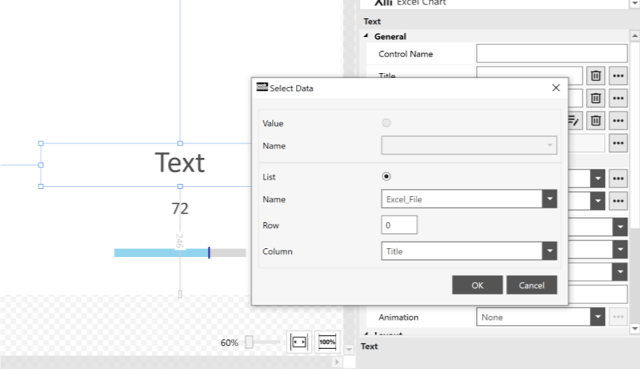 Excel Chart
Text
General
Control Name
Title
Select Data
Value
Name
List
Name
Excel_File
Row
0
Column
Title
OK
Cancel
Text
72
246
60%
100%
Animation
None
Layout
Text